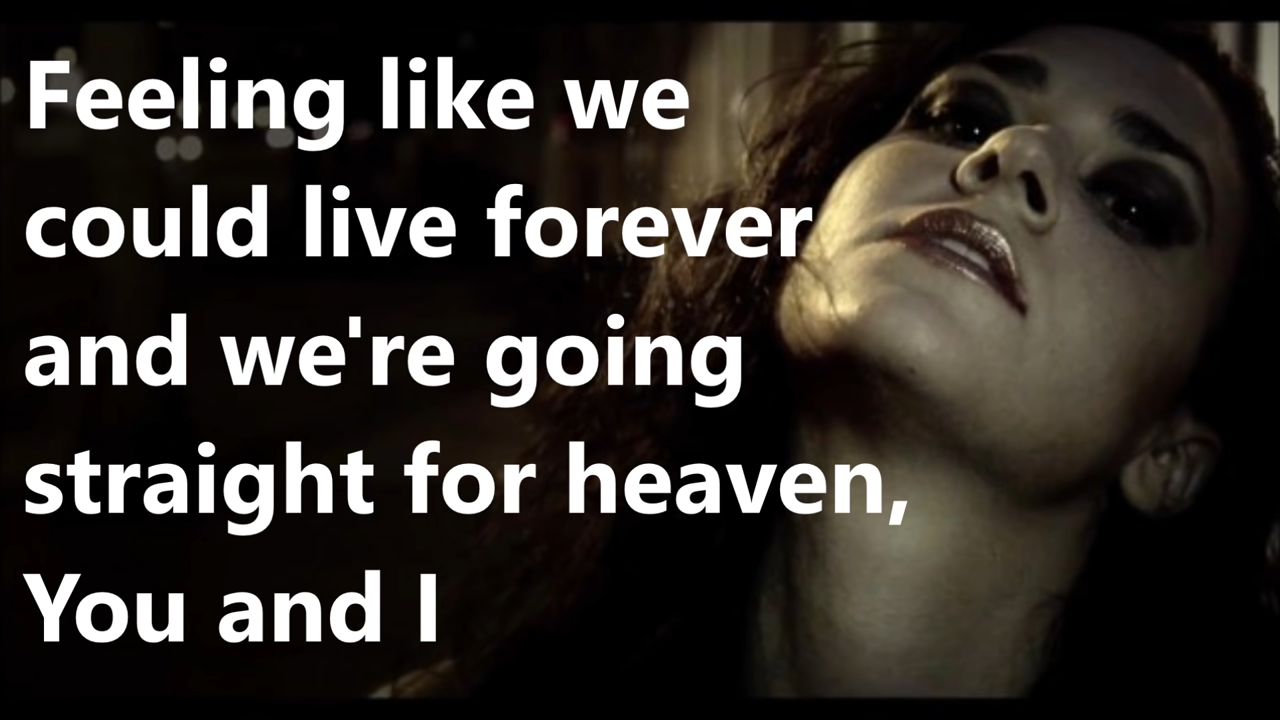 Feeling like we
could live forever
and we're going
straight for heaven,
You and I